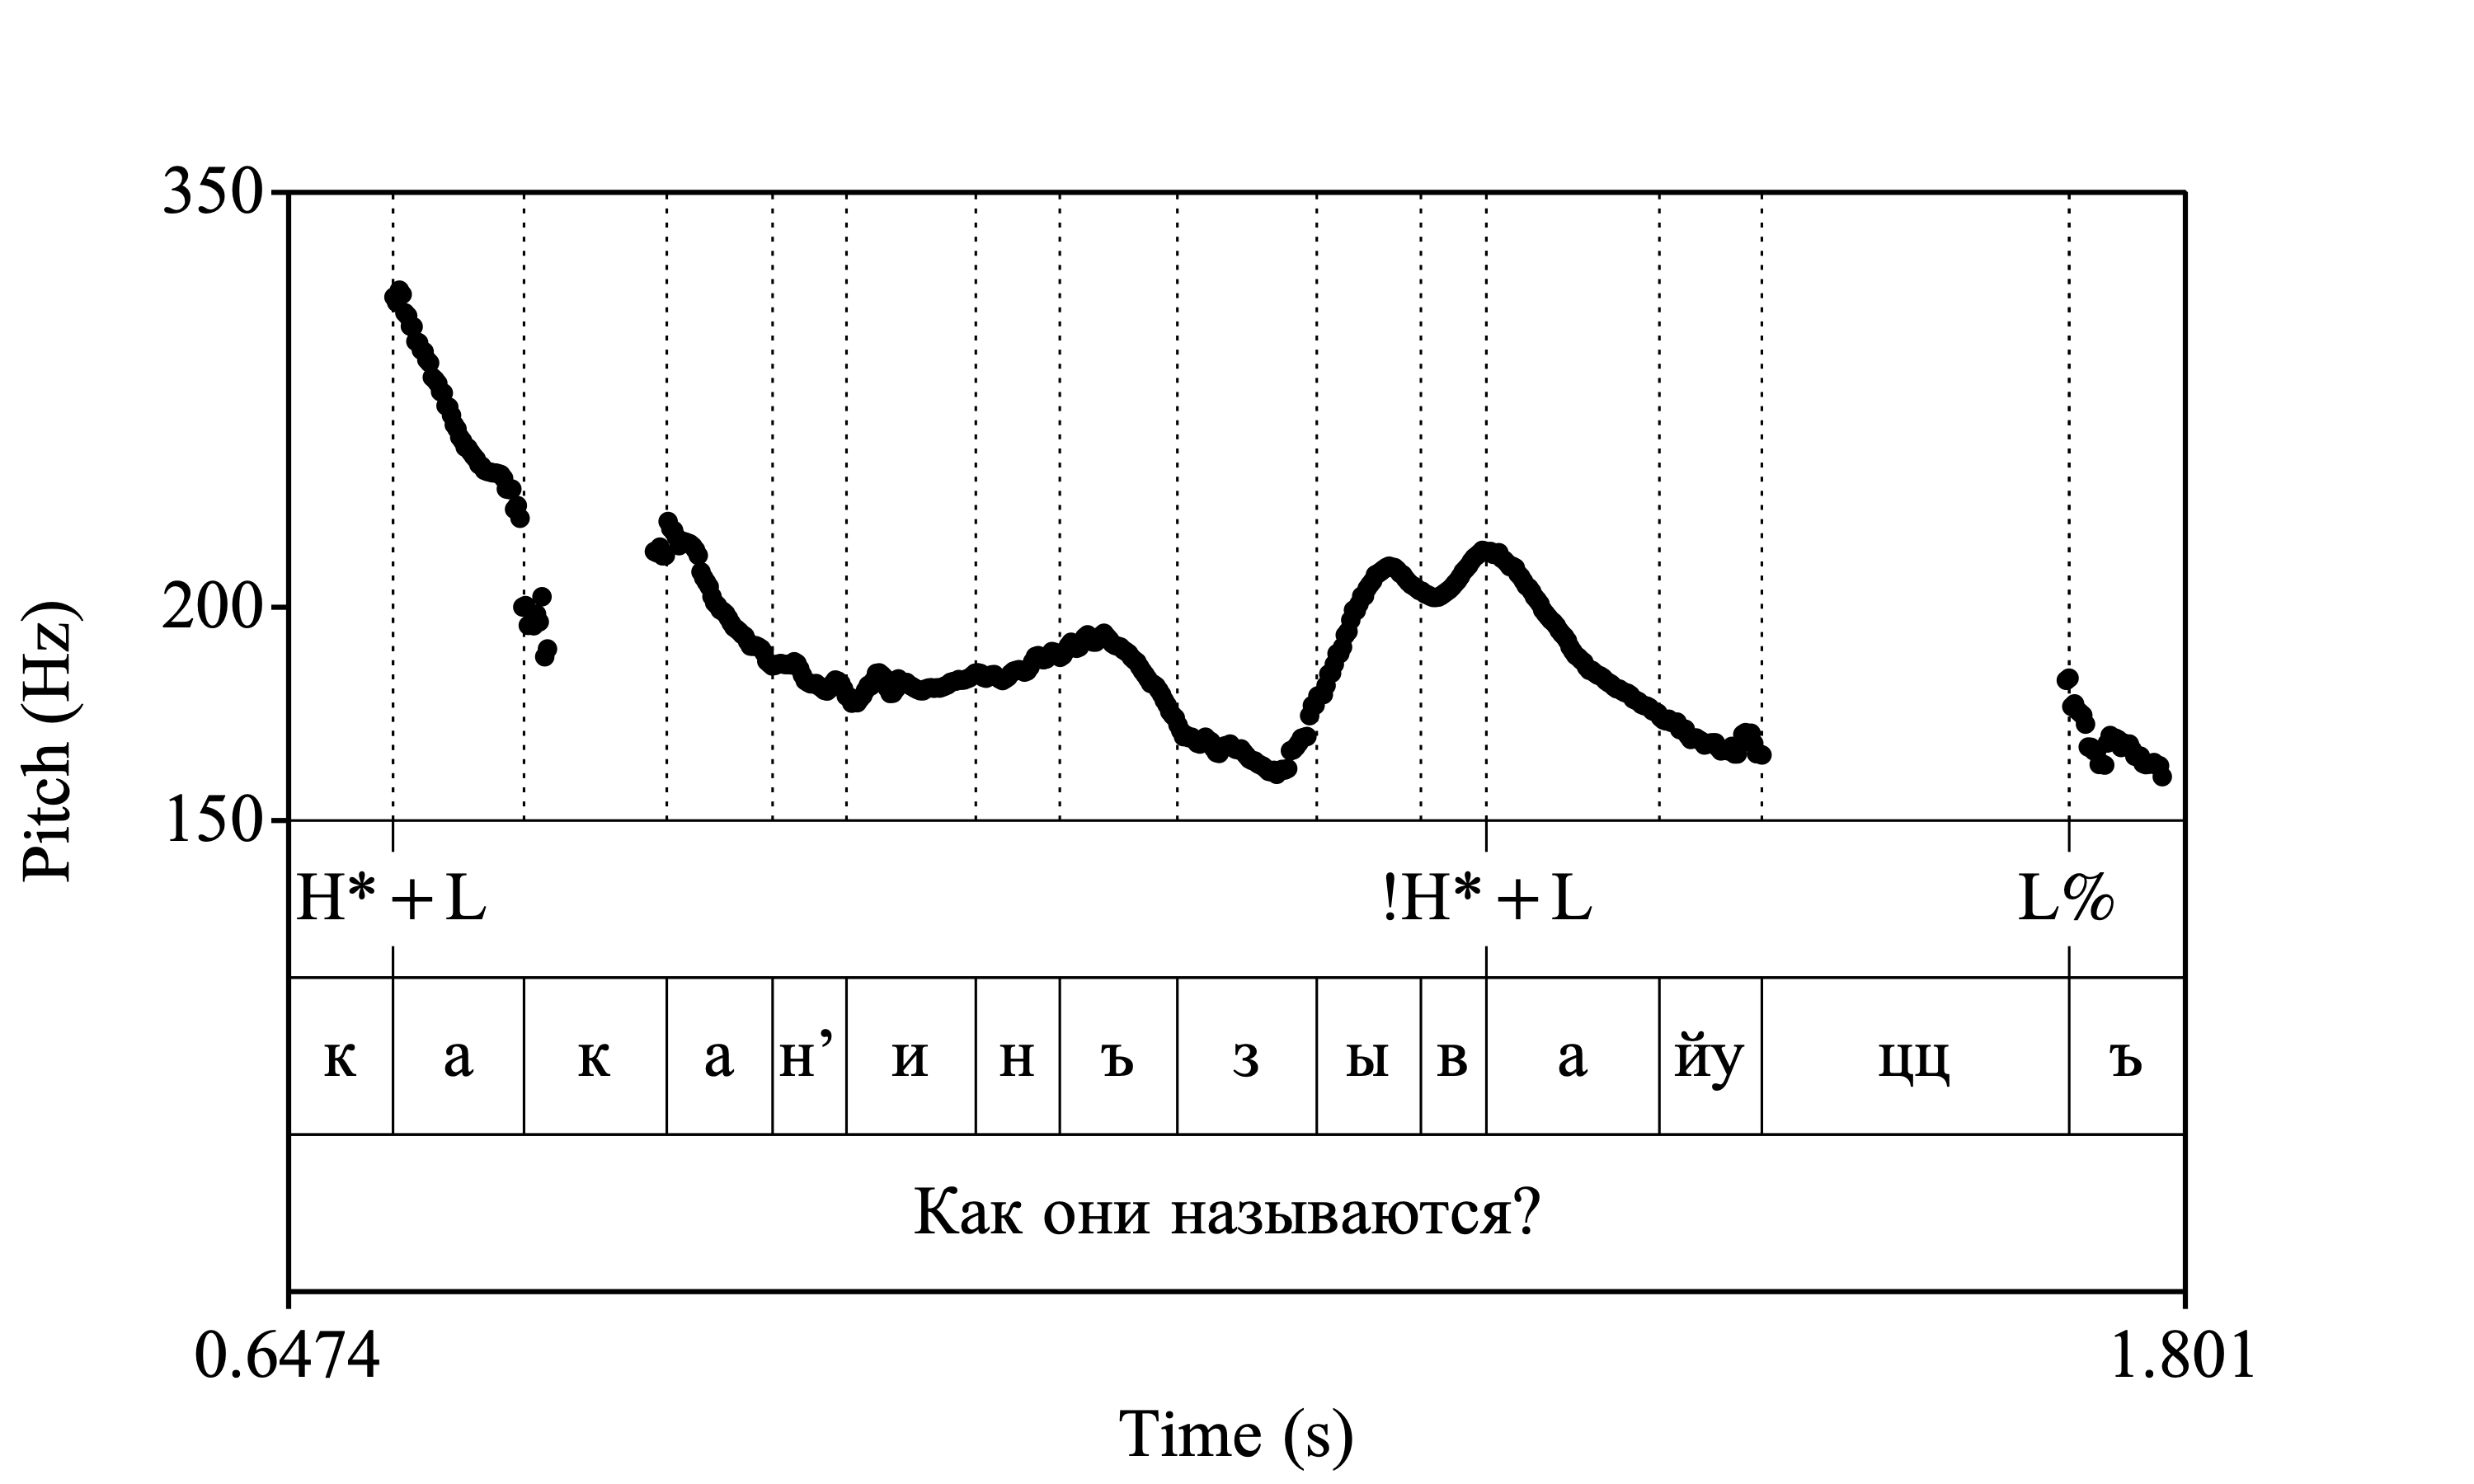 350
200
150
Pitch (Hz)
H* + L !H* + L L%
к а к а н’ и н ъ з ы в а йу цц ъ
Как они называются?
0.6474 1.801
Time (s)